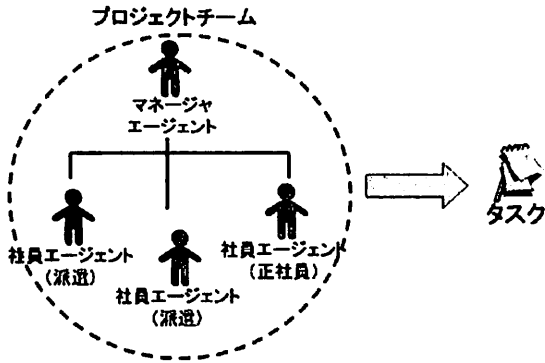 プロジェクトチーム
マネージャ
エージェント
社員エージェント
(派遣)
社員エージェント
(派遣)
社員エージェント
(正社員)
タスク